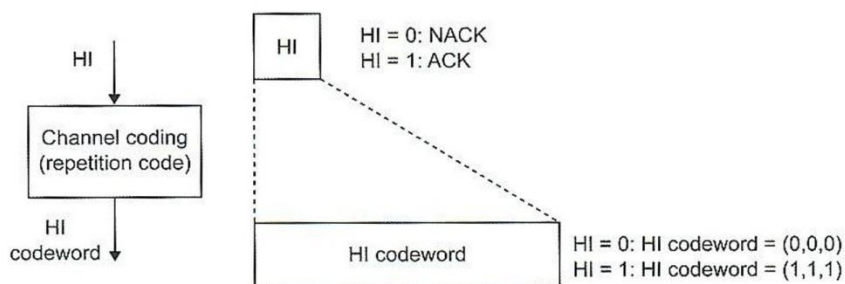 HI
Channel coding
(repetition code)
HI
codeword
HI
HI = 0: NACK
HI = 1: ACK
HI codeword
HI = 0: HI codeword = (0,0,0)
HI = 1: HI codeword = (1,1,1)